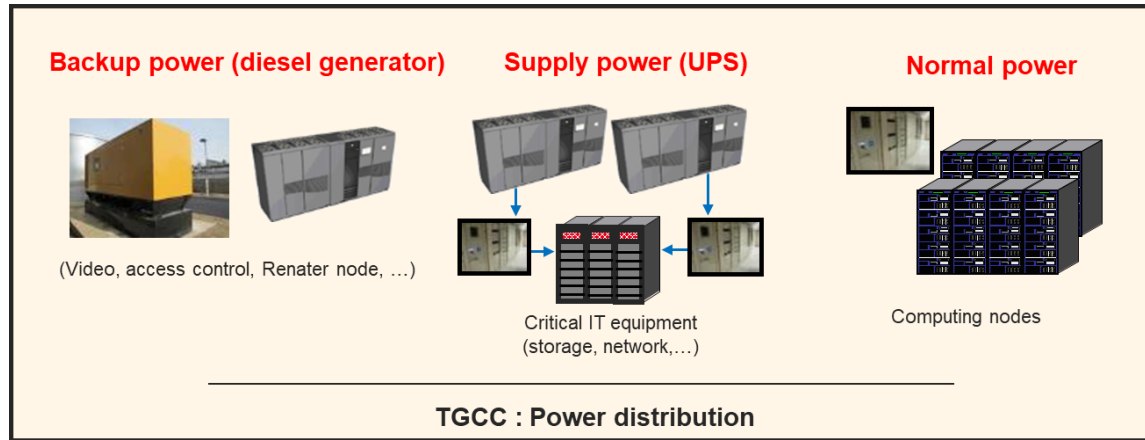 Backup power (diesel generator)
Supply power (UPS)
Normal power
(Video, access control, Renater node, …)
Critical IT equipment
(storage, network,…)
Computing nodes
TGCC : Power distribution